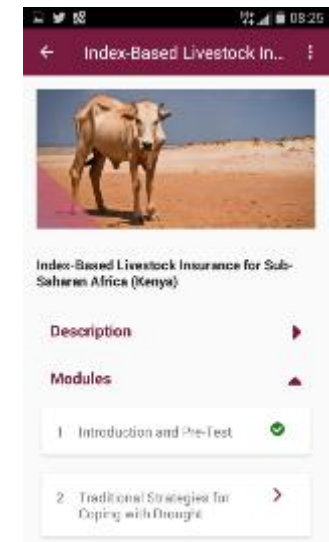 08:25
Index-Based Livestock In...
Index-Based Livestock Insurance for Sub-
Saharan Africa (Kenya)
Description
Modules
1 Introduction and Pre-Test
2 Traditional Strategies for
Coping with Drought